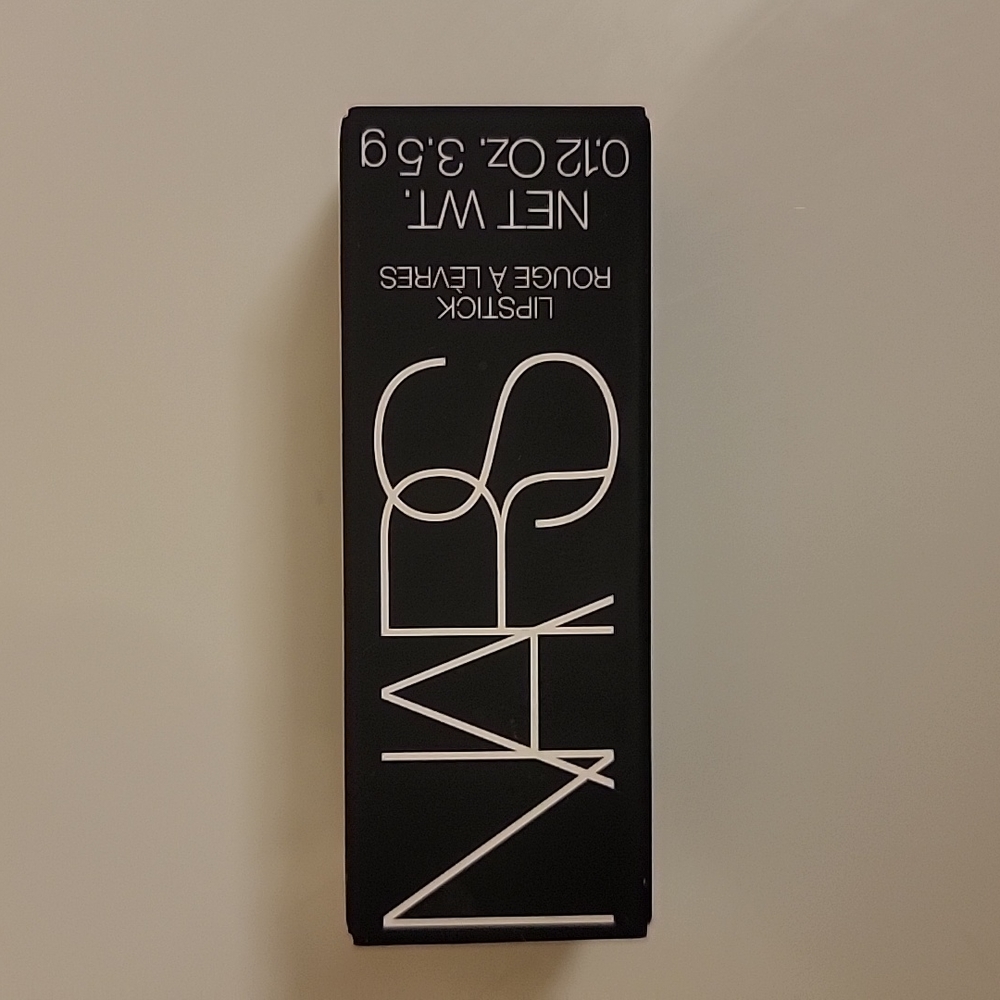 NARS
LIPSTICK
ROUGE À LÈVRES
NET WT.
0.12 Oz. 3.5 g